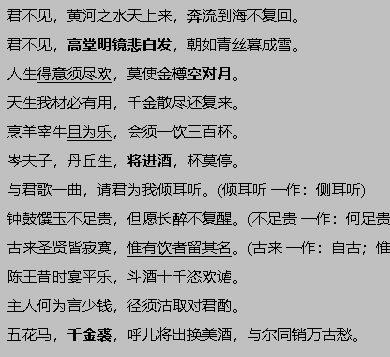 君不见，黄河之水天上来，奔流到海不复回。
君不见，高堂明镜悲白发，朝如青丝暮成雪。
人生得意须尽欢，莫使金樽空对月。
天生我材必有用，千金散尽还复来。
烹羊宰牛且为乐，会须一饮三百杯。
岑夫子，丹丘生，将进酒，杯莫停。
与君歌一曲，请君为我倾耳听。(倾耳听 一作：侧耳听)
钟鼓馔玉不足贵，但愿长醉不复醒。(不足贵 一作：何足贵
古来圣贤皆寂寞，惟有饮者留其名。(古来 一作：自古；惟
陈王昔时宴平乐，斗酒十千恣欢谑。
主人何为言少钱，径须沽取对君酌。
五花马，千金裘，呼儿将出换美酒，与尔同销万古愁。